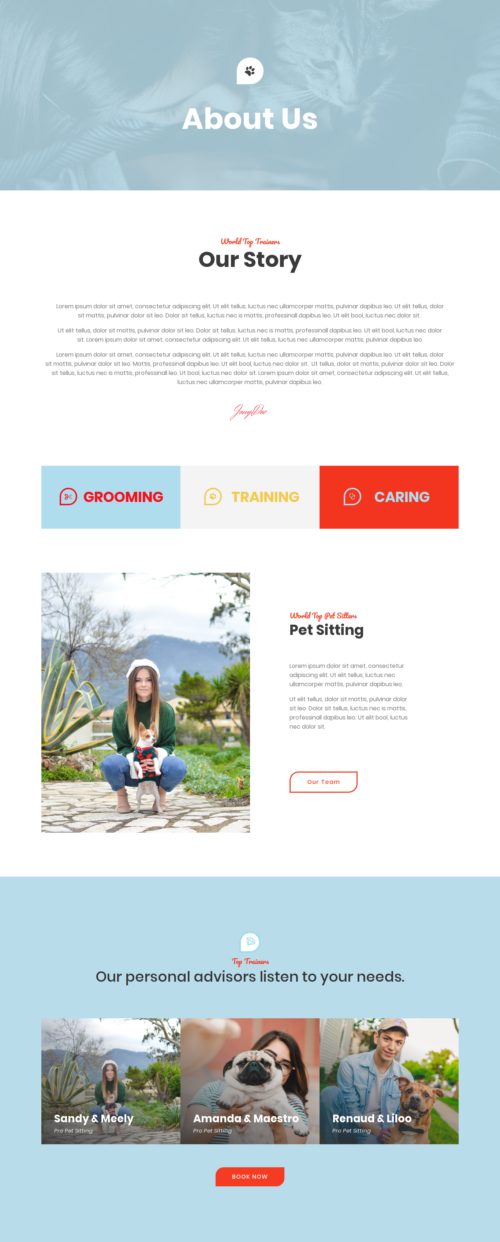 About Us
World Top Trainers
Our Story
Lorem ipsum dolor sit amet, consectetur adipiscing elit. Ut elit tellus, luctus nec ullamcorper mattis, pulvinar dapibus leo. Ut elit tellus, dolor
sit mattis, pulvinar dolor sit leo. Dolor sit tellus, luctus nec is mattis, professinall dapibus leo. Ut elit bool, luctus nec dolor sit.
Ut elit tellus, dolor sit mattis, pulvinar dolor sit leo. Dolor sit tellus, luctus nec is mattis, professinall dapibus leo. Ut elit bool, luctus nec dolor
sit. Lorem ipsum dolor sit amet, consectetur adipiscing elit. Ut elit tellus, luctus nec ullamcorper mattis, pulvinar dapibus leo
Lorem ipsum dolor sit amet, consectetur adipiscing elit. Ut elit tellus, luctus nec ullamcorper mattis, pulvinar dapibus leo. Ut elit tellus, dolor
sit mattis, pulvinar dolor sit leo. Mattis, professinall dapibus leo. Ut elit bool, luctus nec dolor sit. Ut tellus, dolor sit mattis, pulvinar dolor sit leo. Dolor
sit tellus, luctus nec is mattis, professinall leo. Ut bool, luctus nec dolor sit. Lorem ipsum dolor sit amet, consectetur adipiscing elit. Ut elit tellus,
luctus nec ullamcorper mattis, pulvinar dapibus leo.
GROOMING
TRAINING
CARING
World Top Pet Sitters
Pet Sitting
Lorem ipsum dolor sit amet, consectetur
adipiscing elit. Ut elit tellus, luctus nec
ullamcorper mattis, pulvinar dapibus leo.
Ut elit tellus, dolor sit mattis, pulvinar dolor
sit leo. Dolor sit tellus, luctus nec is mattis,
professinall dapibus leo. Ut elit bool, luctus
nec dolor sit.
Our Team
Top Trainers
Our personal advisors listen to your needs.
Sandy & Meely
Pro Pet Sitting
Amanda & Maestro
Pro Pet Sitting
Renaud & Liloo
Pro Pet Sitting
BOOK NOW